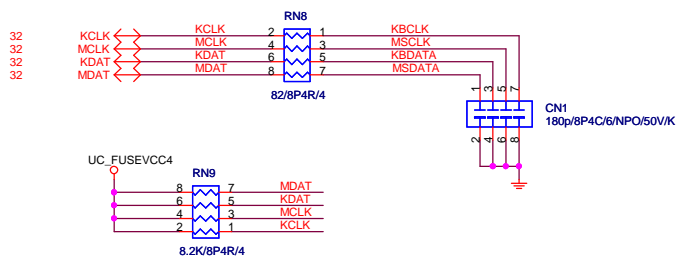 RN8
32 KCLK KCLK 2 1 KBCLK
32 MCLK MCLK 4 3 MSCLK
32 KDAT KDAT 6 5 KBDATA
32 MDAT MDAT 8 7 MSDATA
82/8P4R/4
1 3 5 7
CN1
180p/8P4C/6/NPO/50V/K
2 4 6 8
UC_FUSEVCC4
RN9
8 7 MDAT
6 5 KDAT
4 3 MCLK
2 1 KCLK
8.2K/8P4R/4